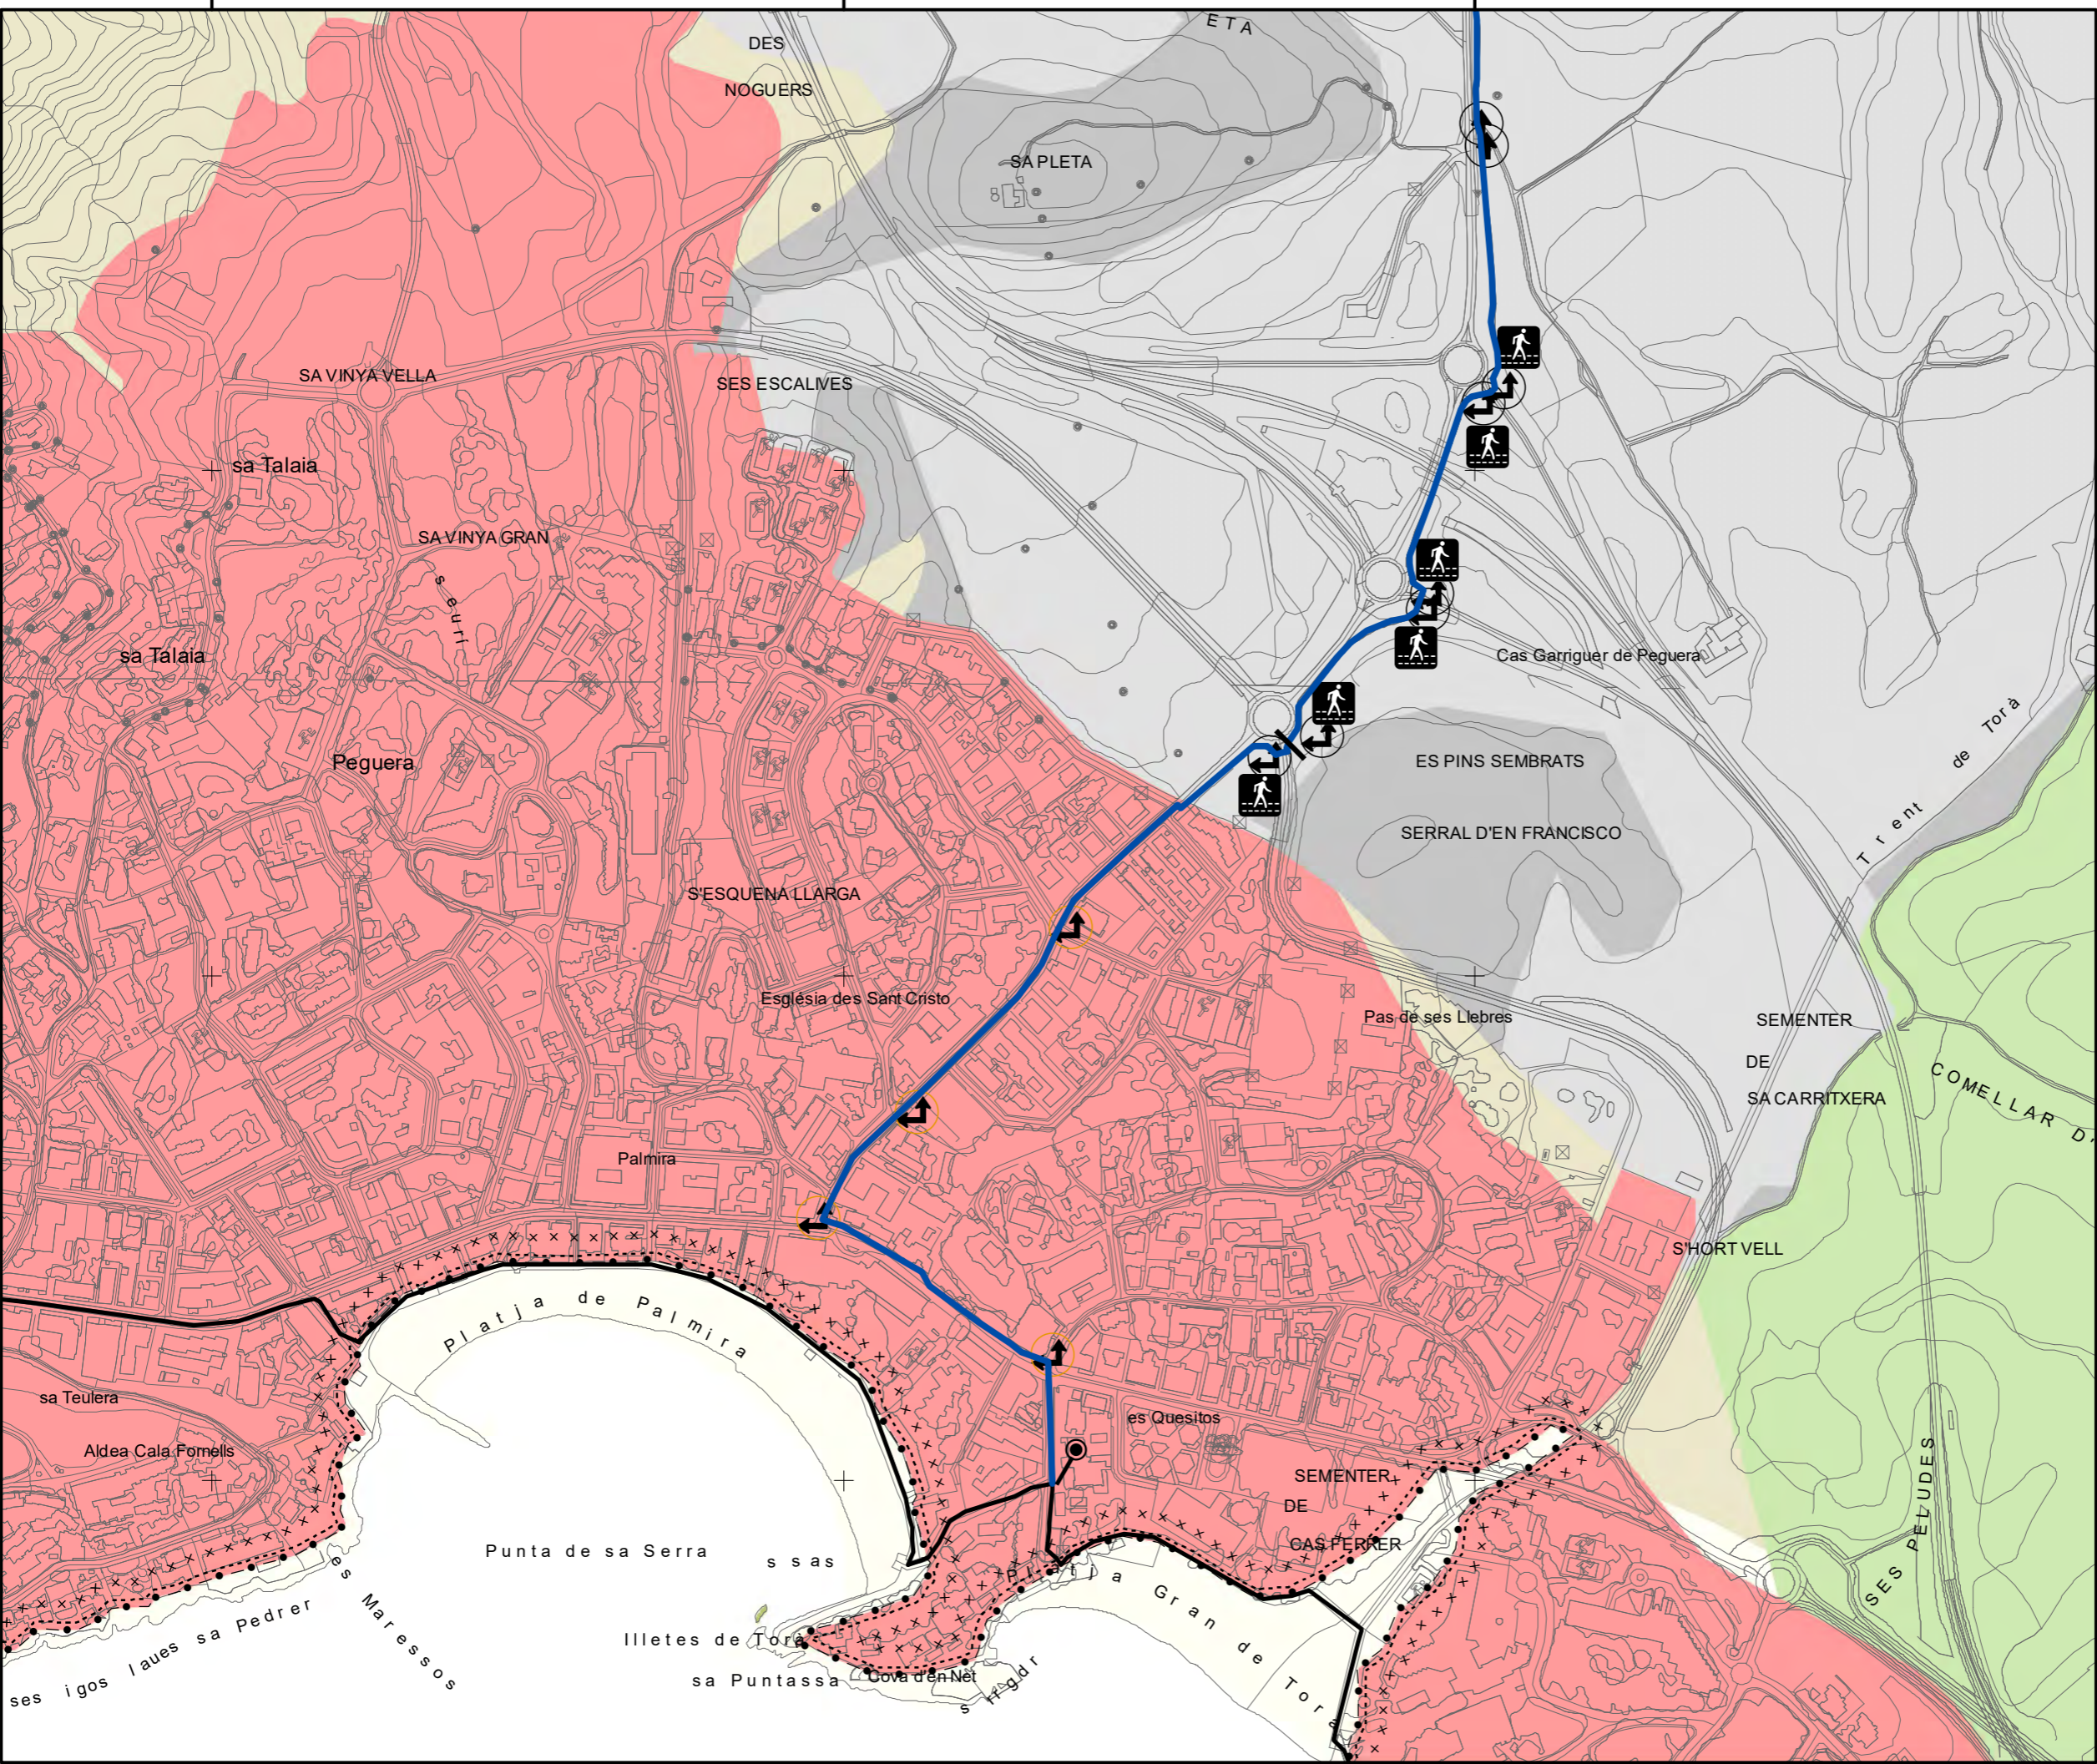 ETA
DES
NOGUERS
SA PLETA
SA VINYA VELLA
SES ESCALIVES
sa Talaia
SA VINYA GRAN
sa Talaia
Cas Garriguer de Peguera
Torà
de
Peguera
ES PINS SEMBRATS
SERRAL D'EN FRANCISCO
S'ESQUENA LLARGA
Església des Sant Cristo
Pas de ses Llebres
SEMENTER
DE
SA CARRITXERA
COMELLAR D'
Palmira
S'HORT VELL
Platja de Palmira
sa Teulera
es Quesitos
Aldea Cala Fornells
SEMENTER
DE
CAS FERRER
SES PELUDES
Punta de sa Serra
Platja Gran de Torà
es Maressos
sa Pedrer
Illetes de Torà
sa Puntassa
Cova d'en Net